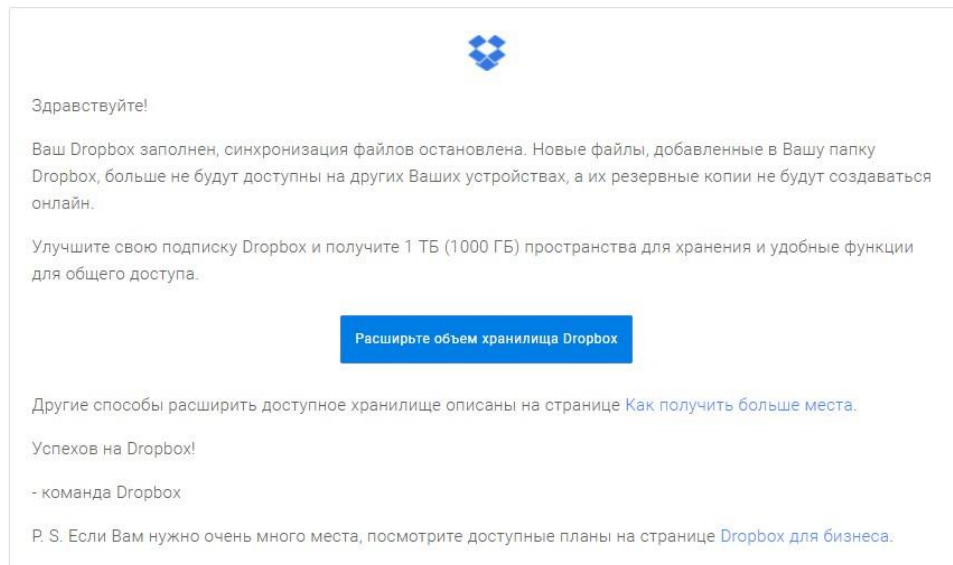 Здравствуйте!
Ваш Dropbox заполнен, синхронизация файлов остановлена. Новые файлы, добавленные в Вашу папку
Dropbox, больше не будут доступны на других Ваших устройствах, а их резервные копии не будут создаваться
онлайн.
Улучшите свою подписку Dropbox и получите 1 ТБ (1000 ГБ) пространства для хранения и удобные функции
для общего доступа.
Расширьте объем хранилища Dropbox
Другие способы расширить доступное хранилище описаны на странице Как получить больше места.
Успехов на Dropbox!
- команда Dropbox
P. S. Если Вам нужно очень много места, посмотрите доступные планы на странице Dropbox для бизнеса.